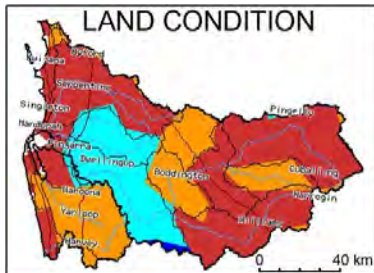 LAND CONDITION
Byford
Kwinana
Serpentine
Singleton
Mandurah
Pinjarra
Dwellingup
Pingelly
Boddington
Cuballing
Narrogin
Waroona
Yarloop
Williams
Harvey
0 40 km